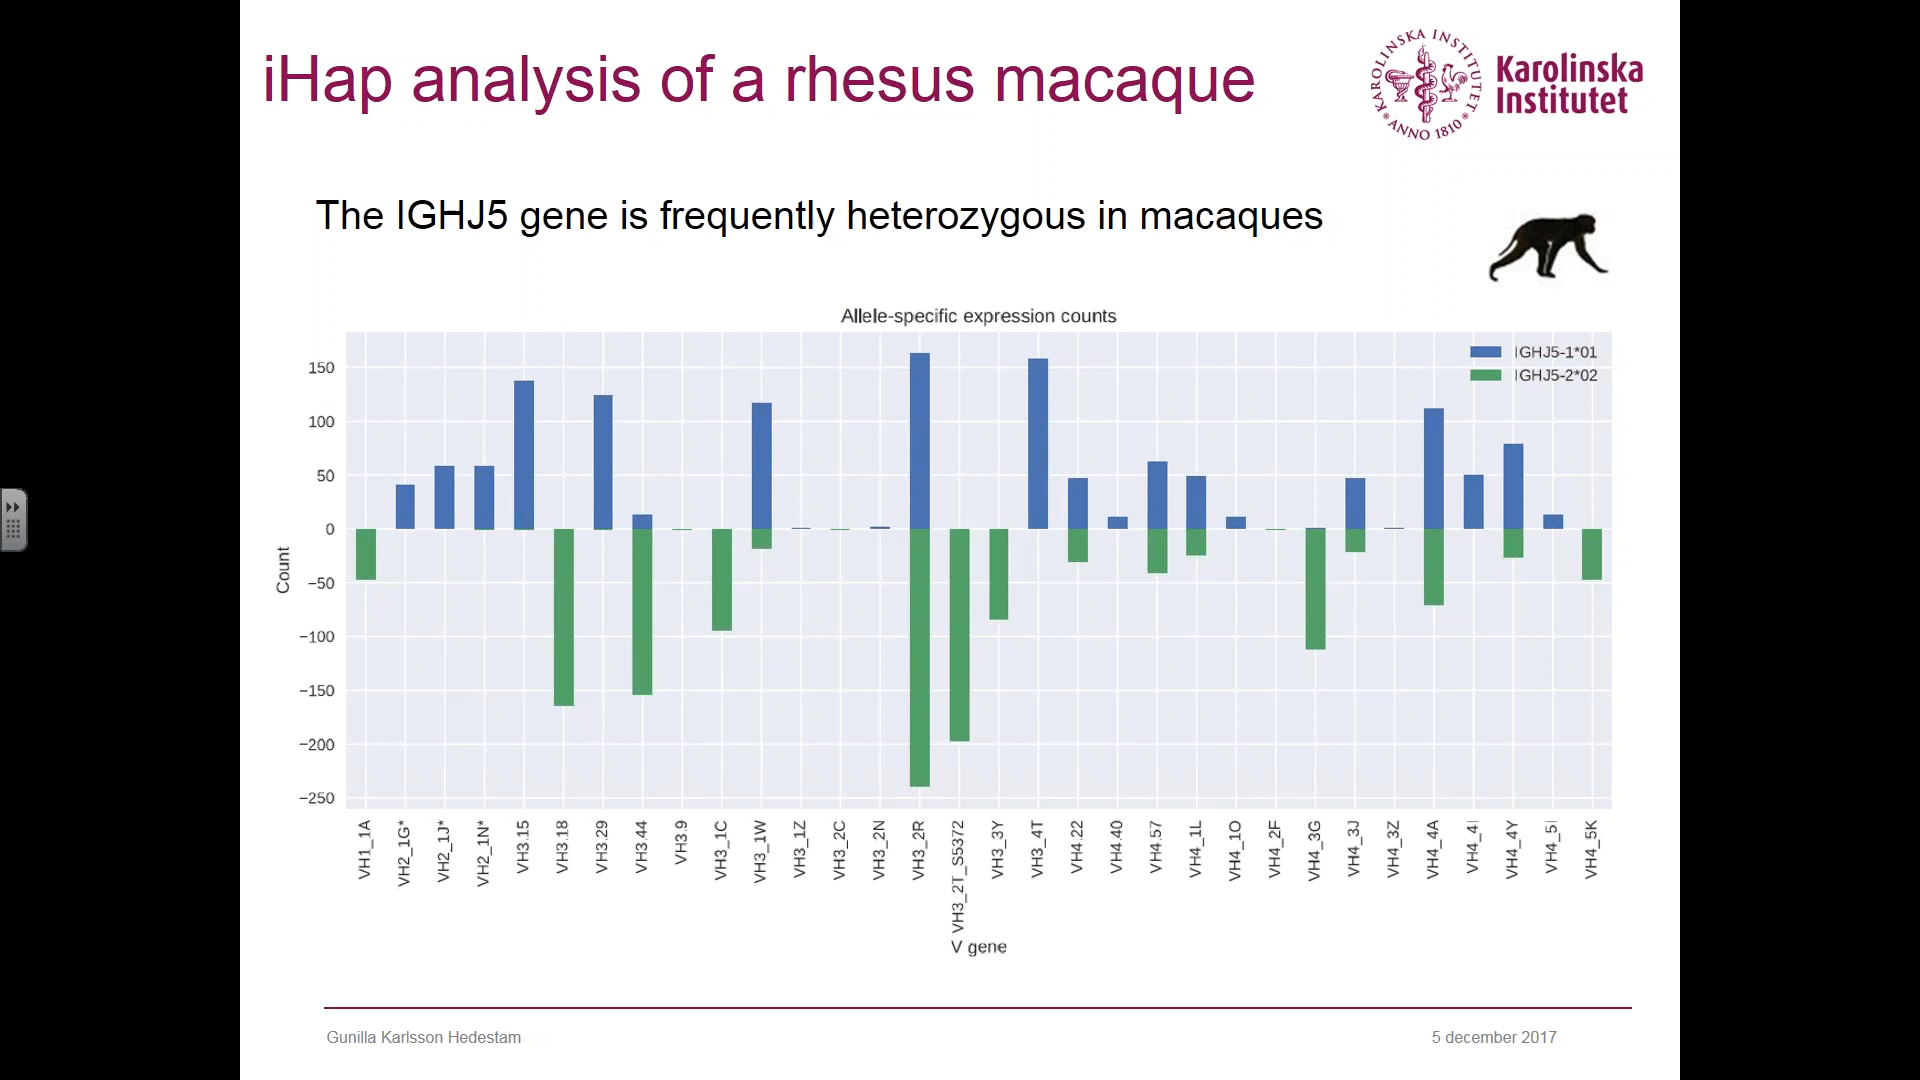 iHap analysis of a rhesus macaque
KAROLINSKA INSTITUTET
ANNO 1810
Karolinska
Institutet
The IGHJ5 gene is frequently heterozygous in macaques
Allele-specific expression counts
IGHJ5-1*01
IGHJ5-2*02
150
100
50
0
−50
−100
−150
−200
−250
Count
VH1_1A
VH2_1G*
VH2_1J*
VH2_1N*
VH3.15
VH3.18
VH3.29
VH3.44
VH3.9
VH3_1C
VH3_1W
VH3_1Z
VH3_2C
VH3_2N
VH3_2R
VH3_2T_S5372
VH3_3Y
VH3_4T
VH4.22
VH4.40
VH4.57
VH4_1L
VH4_1O
VH4_2F
VH4_3G
VH4_3J
VH4_3Z
VH4_4A
VH4_4I
VH4_4Y
VH4_5I
VH4_5K
V gene
Gunilla Karlsson Hedestam
5 december 2017